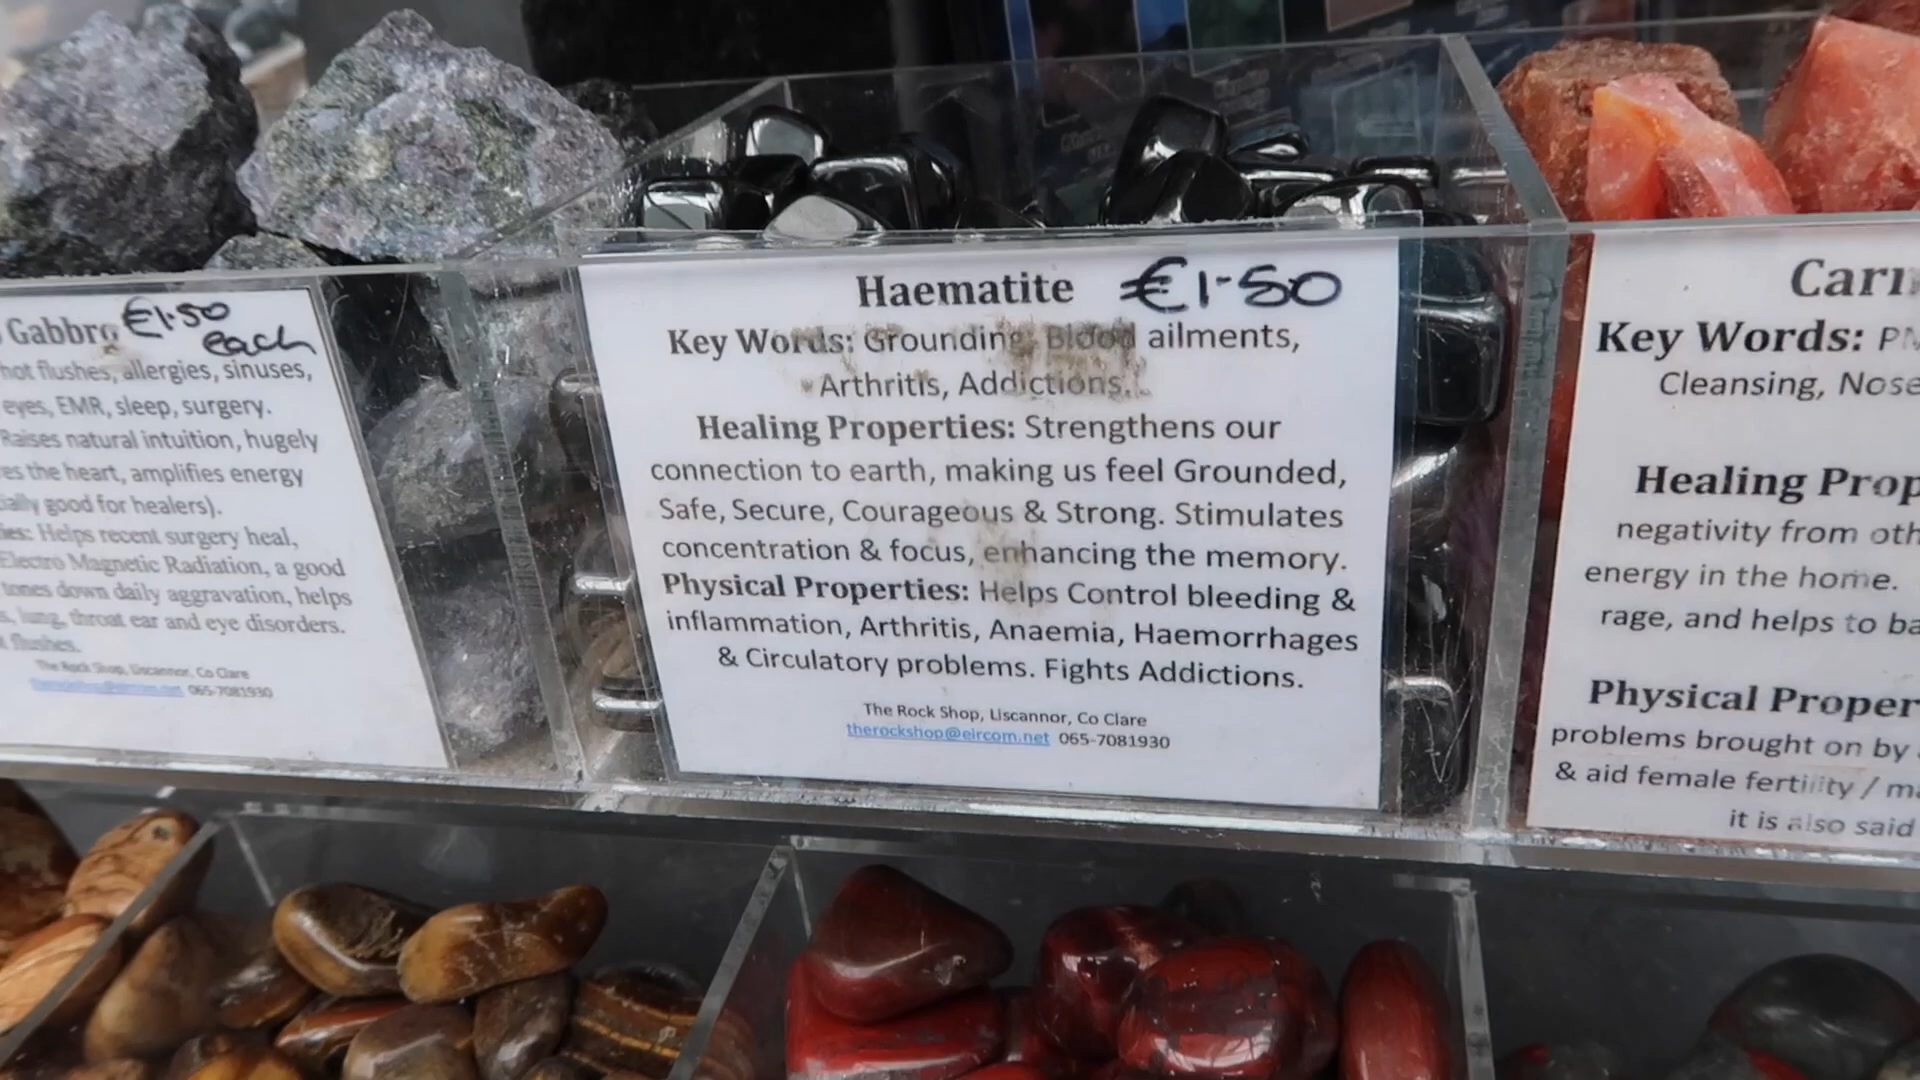 Gabbro €1.50
each
hot flushes, allergies, sinuses,
eyes, EMR, sleep, surgery.
Raises natural intuition, hugely
the heart, amplifies energy
good for healers).
Helps recent surgery heal,
Electro Magnetic Radiation, a good
tones down daily aggravation, helps
lung, throat ear and eye disorders.
flushes.
The Rock Shop, Liscannor, Co Clare
therockshop@eircom.net 065-7081930
Haematite €1-50
Key Words: Grounding, Blood ailments,
Arthritis, Addictions...
Healing Properties: Strengthens our
connection to earth, making us feel Grounded,
Safe, Secure, Courageous & Strong. Stimulates
concentration & focus, enhancing the memory.
Physical Properties: Helps Control bleeding &
inflammation, Arthritis, Anaemia, Haemorrhages
& Circulatory problems. Fights Addictions.
The Rock Shop, Liscannor, Co Clare
therockshop@eircom.net 065-7081930
Key Words:
Cleansing, Nose
Healing Prop
negativity from oth
energy in the home.
rage, and helps to ba
Physical Proper
problems brought on by
& aid female fertility / ma
it is also said